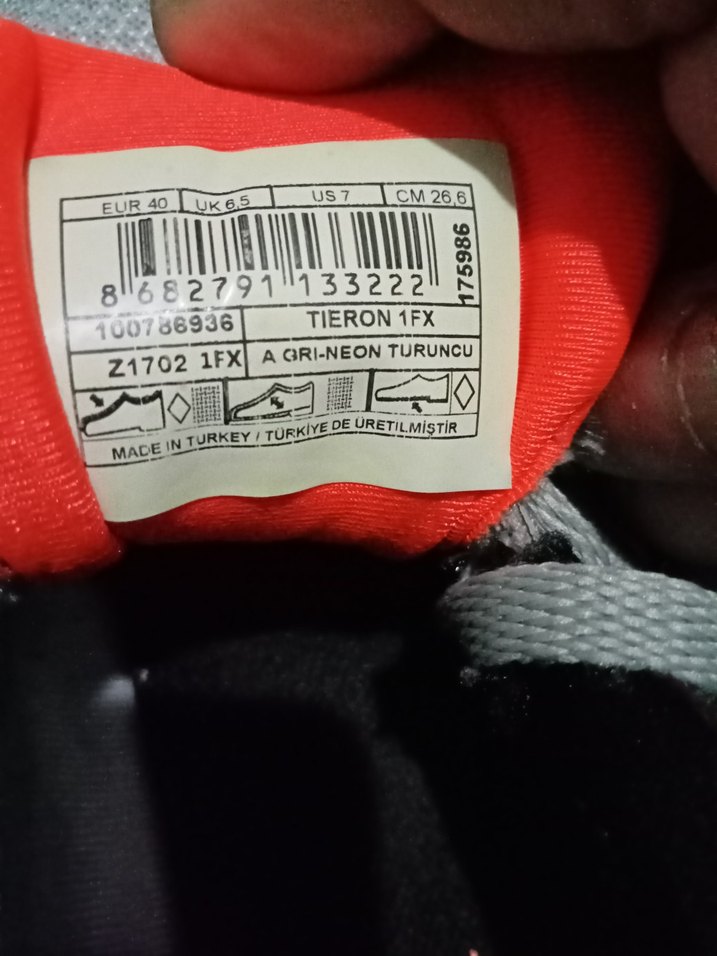 EUR 40 UK 6,5 US 7 CM 26,6
175986
8 682791 133222
100786936 TIERON 1FX
Z1702 1FX A GRI-NEON TURUNCU
MADE IN TURKEY / TÜRKİYE DE ÜRETİLMİŞTİR